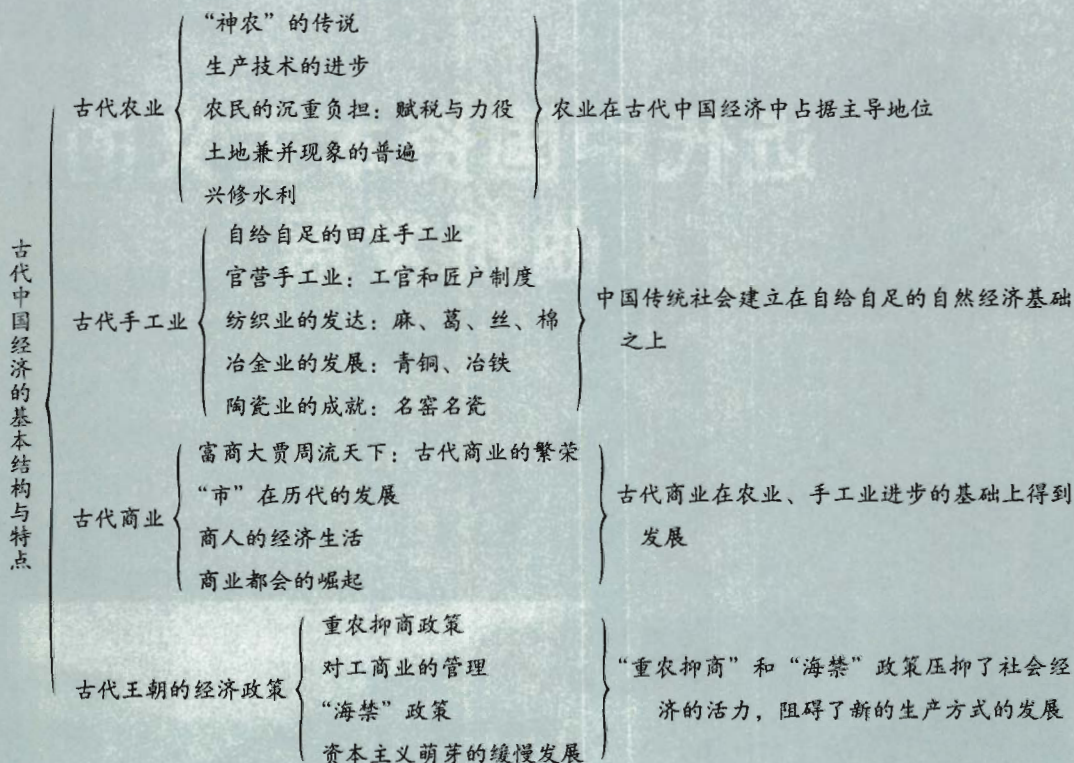 古代中国经济的基本结构与特点
古代农业
“神农”的传说
生产技术的进步
农民的沉重负担：赋税与力役
土地兼并现象的普遍
兴修水利
农业在古代中国经济中占据主导地位
古代手工业
自给自足的田庄手工业
官营手工业：工官和匠户制度
纺织业的发达：麻、葛、丝、棉
冶金业的发展：青铜、冶铁
陶瓷业的成就：名窑名瓷
中国传统社会建立在自给自足的自然经济基础
之上
古代商业
富商大贾周流天下：古代商业的繁荣
“市”在历代的发展
商人的经济生活
商业都会的崛起
古代商业在农业、手工业进步的基础上得到
发展
古代王朝的经济政策
重农抑商政策
对工商业的管理
“海禁”政策
资本主义萌芽的缓慢发展
“重农抑商”和“海禁”政策压抑了社会经
济的活力，阻碍了新的生产方式的发展